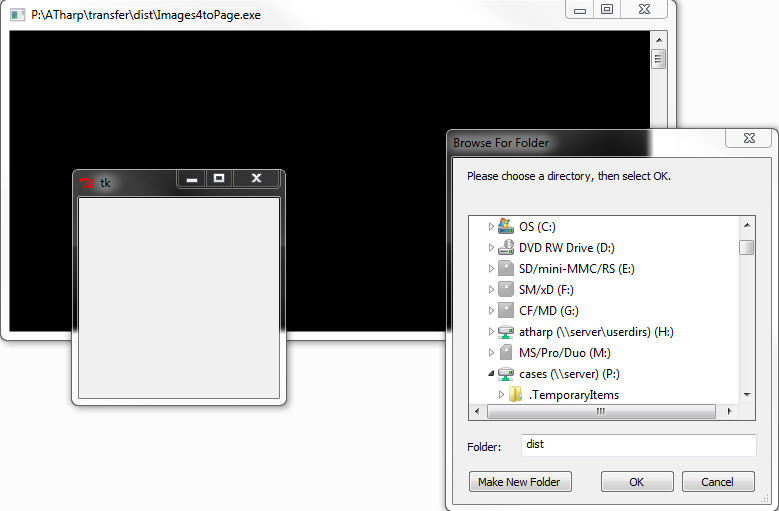 P:\ATharp\transfer\dist\Images4toPage.exe
tk
Browse For Folder
Please choose a directory, then select OK.
OS (C:)
DVD RW Drive (D:)
SD/mini-MMC/RS (E:)
SM/xD (F:)
CF/MD (G:)
atharp (\\server\userdirs) (H:)
MS/Pro/Duo (M:)
cases (\\server) (P:)
.TemporaryItems
Folder: dist
Make New Folder OK Cancel